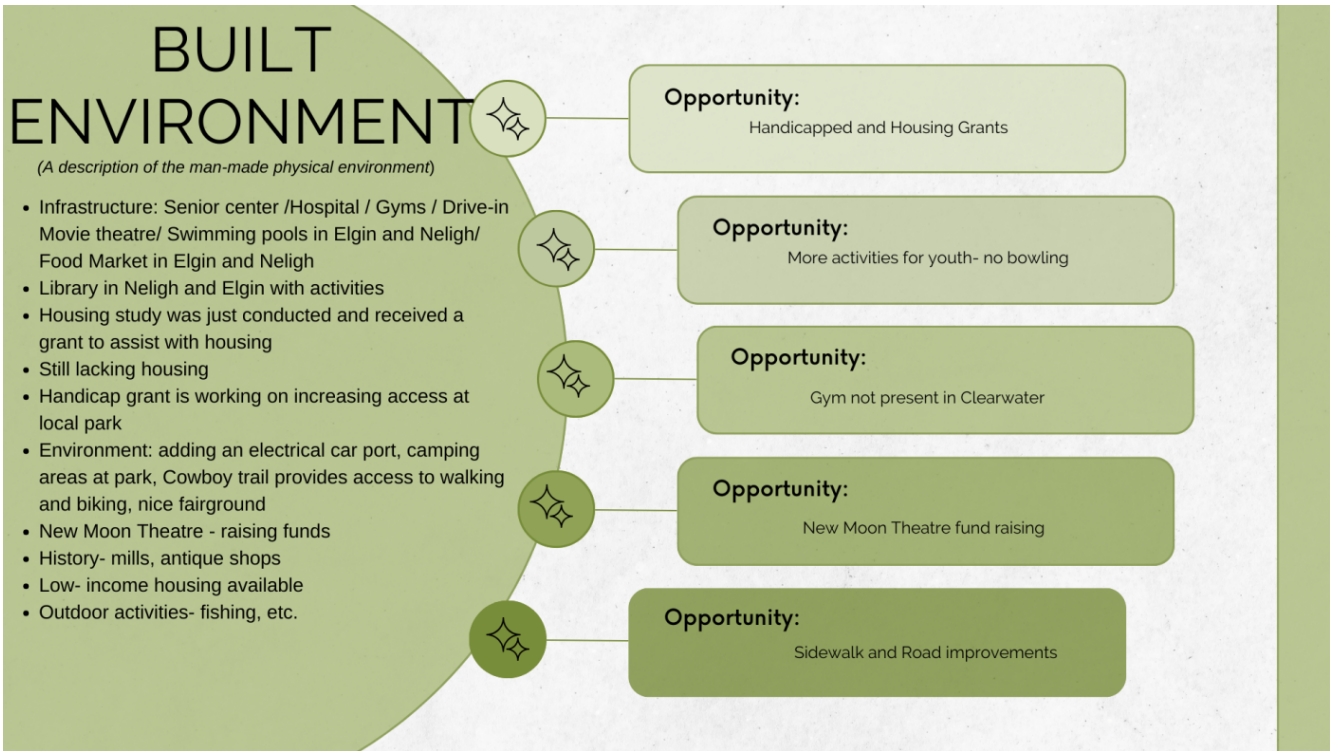 BUILT
ENVIRONMENT
(A description of the man-made physical environment)
• Infrastructure: Senior center /Hospital / Gyms / Drive-in
Movie theatre/ Swimming pools in Elgin and Neligh/
Food Market in Elgin and Neligh
• Library in Neligh and Elgin with activities
• Housing study was just conducted and received a
grant to assist with housing
• Still lacking housing
• Handicap grant is working on increasing access at
local park
• Environment: adding an electrical car port, camping
areas at park, Cowboy trail provides access to walking
and biking, nice fairground
• New Moon Theatre - raising funds
• History- mills, antique shops
• Low- income housing available
• Outdoor activities- fishing, etc.
Opportunity:
Handicapped and Housing Grants
Opportunity:
More activities for youth- no bowling
Opportunity:
Gym not present in Clearwater
Opportunity:
New Moon Theatre fund raising
Opportunity:
Sidewalk and Road improvements